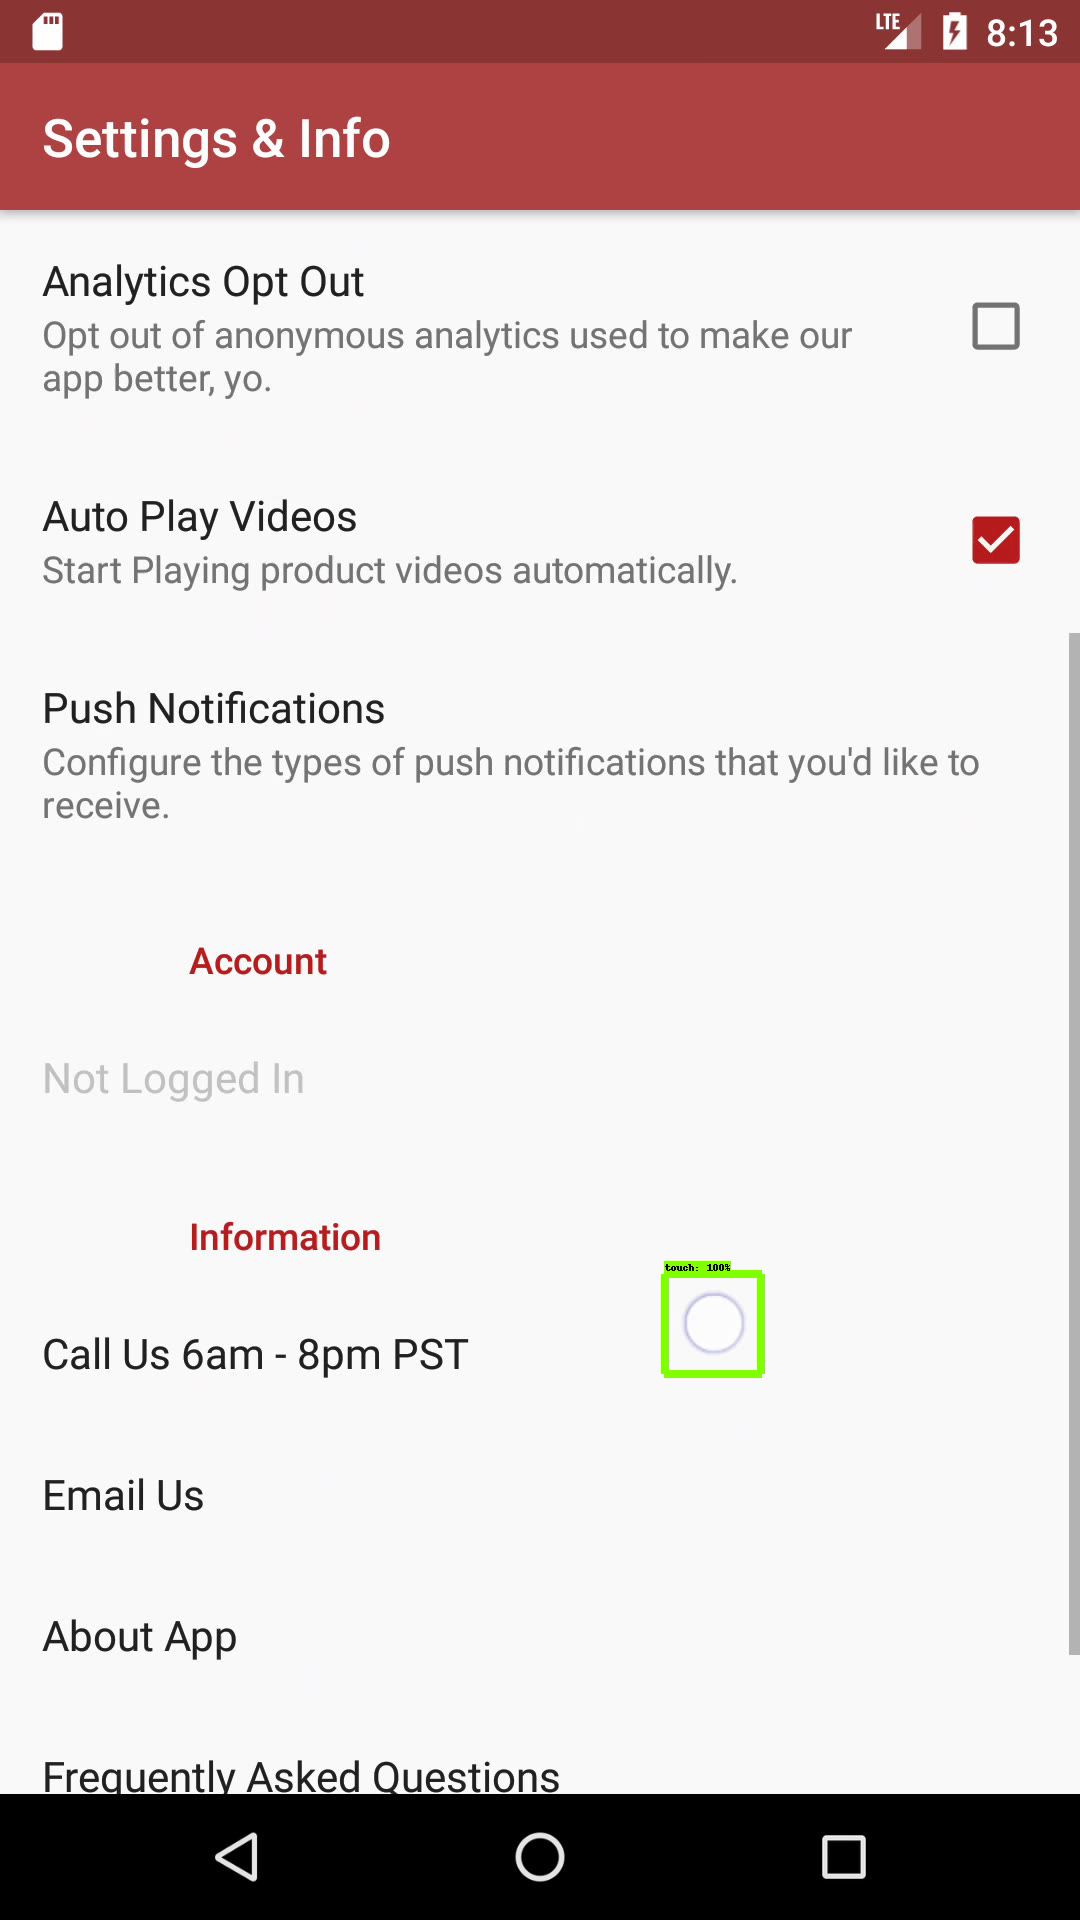 LTE 8:13
Settings & Info
Analytics Opt Out
Opt out of anonymous analytics used to make our
app better, yo.
Auto Play Videos
Start Playing product videos automatically.
Push Notifications
Configure the types of push notifications that you'd like to
receive.
Account
Not Logged In
Information
touch: 100%
Call Us 6am - 8pm PST
Email Us
About App
Frequently Asked Questions